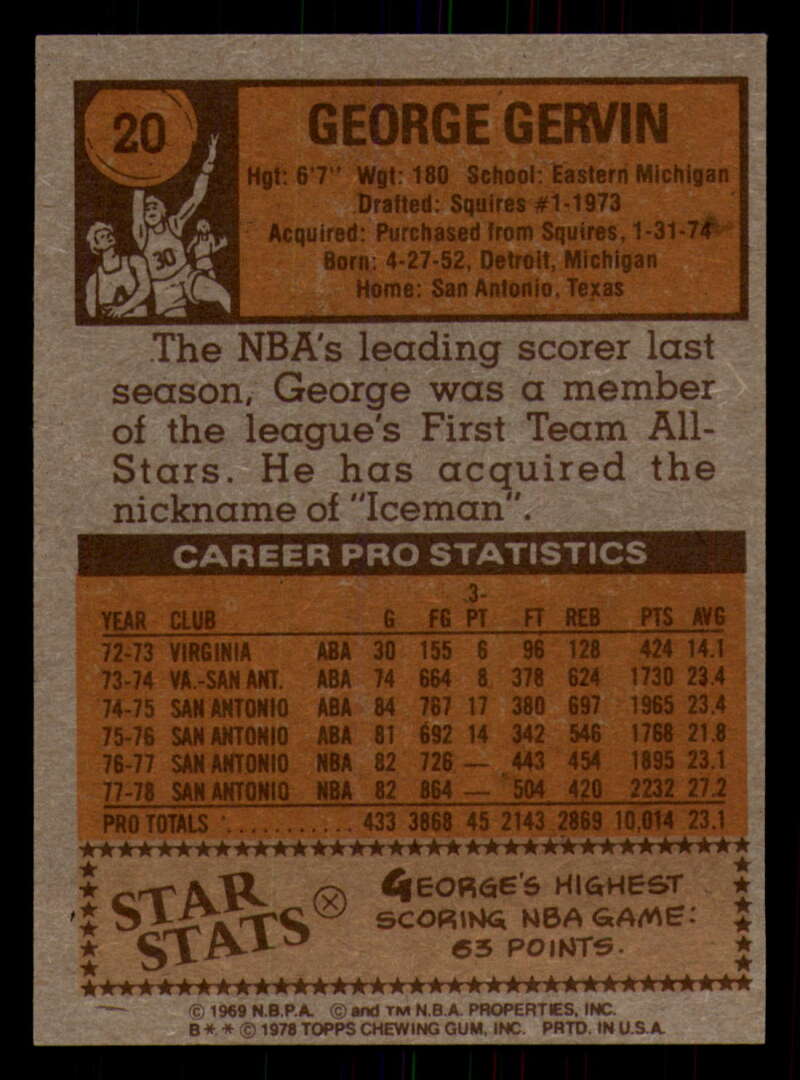 20
GEORGE GERVIN
Hgt: 6'7" Wgt: 180 School: Eastern Michigan
Drafted: Squires #1-1973
Acquired: Purchased from Squires, 1-31-74
Born: 4-27-52, Detroit, Michigan
Home: San Antonio, Texas
30
The NBA's leading scorer last
season, George was a member
of the league's First Team All-
Stars. He has acquired the
nickname of "Iceman".
CAREER PRO STATISTICS
YEAR CLUB G FG 3-PT FT REB PTS AVG
72-73 VIRGINIA ABA 30 155 6 96 128 424 14.1
73-74 VA.-SAN ANT. ABA 74 664 8 378 624 1730 23.4
74-75 SAN ANTONIO ABA 84 767 17 380 697 1965 23.4
75-76 SAN ANTONIO ABA 81 692 14 342 546 1768 21.8
76-77 SAN ANTONIO NBA 82 726 — 443 454 1895 23.1
77-78 SAN ANTONIO NBA 82 864 — 504 420 2232 27.2
PRO TOTALS ............ 433 3868 45 2143 2869 10,014 23.1
STAR
STATS
GEORGE'S HIGHEST
SCORING NBA GAME:
63 POINTS.
© 1969 N.B.P.A. © and TM N.B.A. PROPERTIES, INC.
B*.* © 1978 TOPPS CHEWING GUM, INC. PRTD. IN U.S.A.